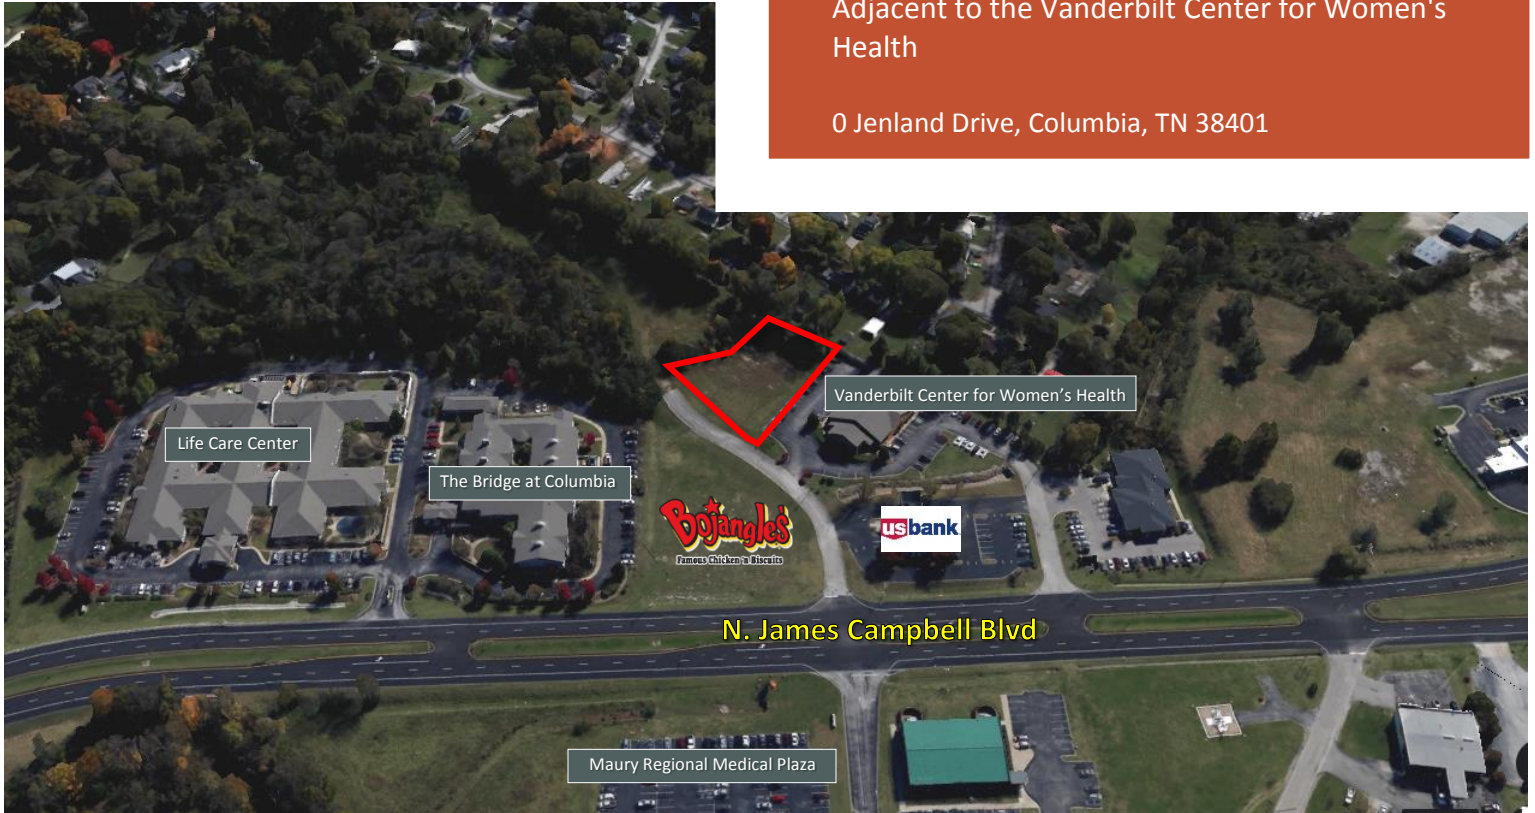 Adjacent to the Vanderbilt Center for Women's
Health
0 Jenland Drive, Columbia, TN 38401
Vanderbilt Center for Women’s Health
Life Care Center
The Bridge at Columbia
Bojangles'
Famous Chicken 'n Biscuits
usbank
N. James Campbell Blvd
Maury Regional Medical Plaza